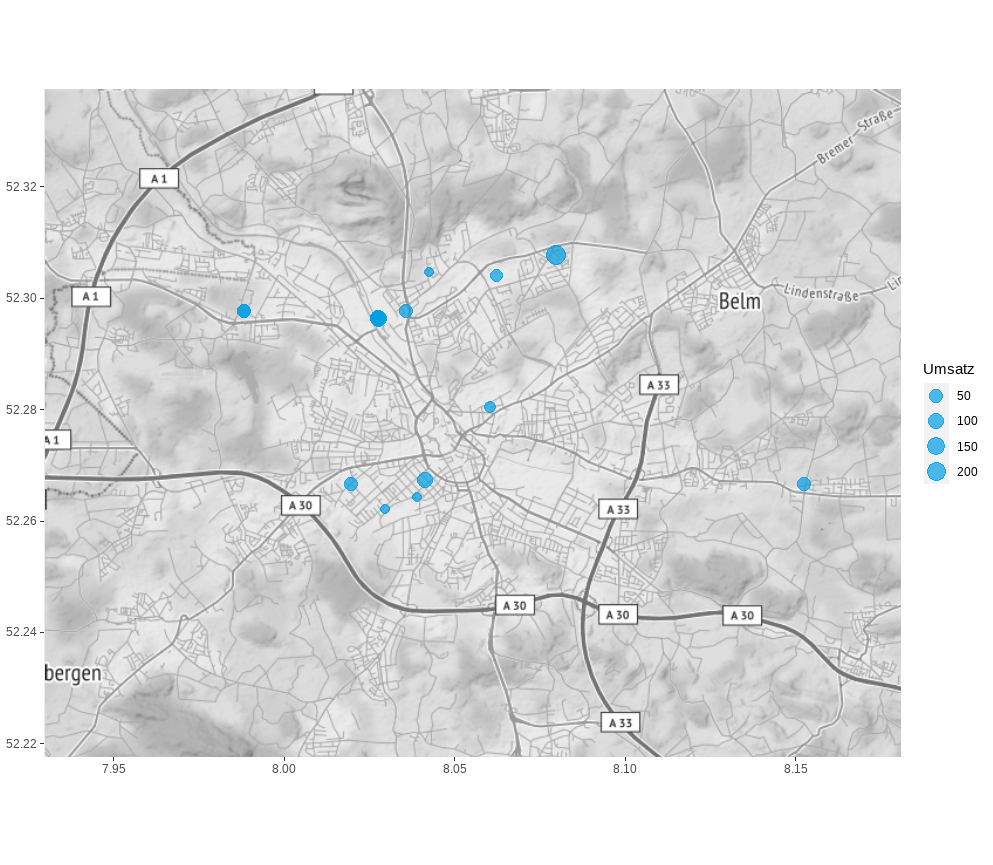 Bremer Straße
52.32
A 1
52.30
A 1
Belm
Lindenstraße
Lin
Umsatz
50
100
150
200
52.28
A 33
A 1
52.26
A 30
A 33
A 30
A 30
A 30
52.24
bergen
A 33
52.22
7.95
8.00
8.05
8.10
8.15